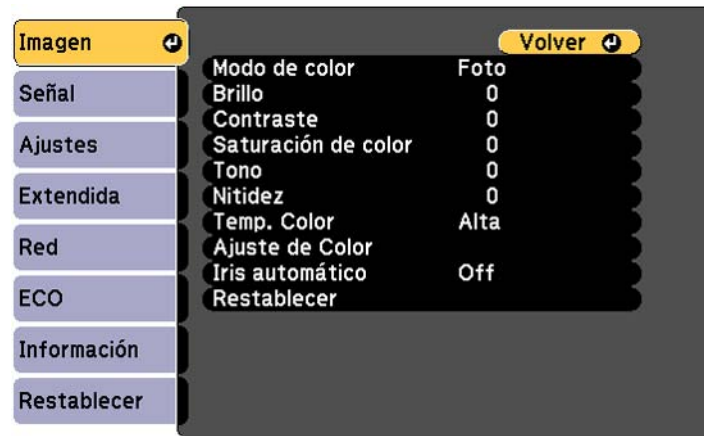 Imagen
Señal
Ajustes
Extendida
Red
ECO
Información
Restablecer
Volver
Modo de color Foto
Brillo 0
Contraste 0
Saturación de color 0
Tono 0
Nitidez 0
Temp. Color Alta
Ajuste de Color
Iris automático Off
Restablecer